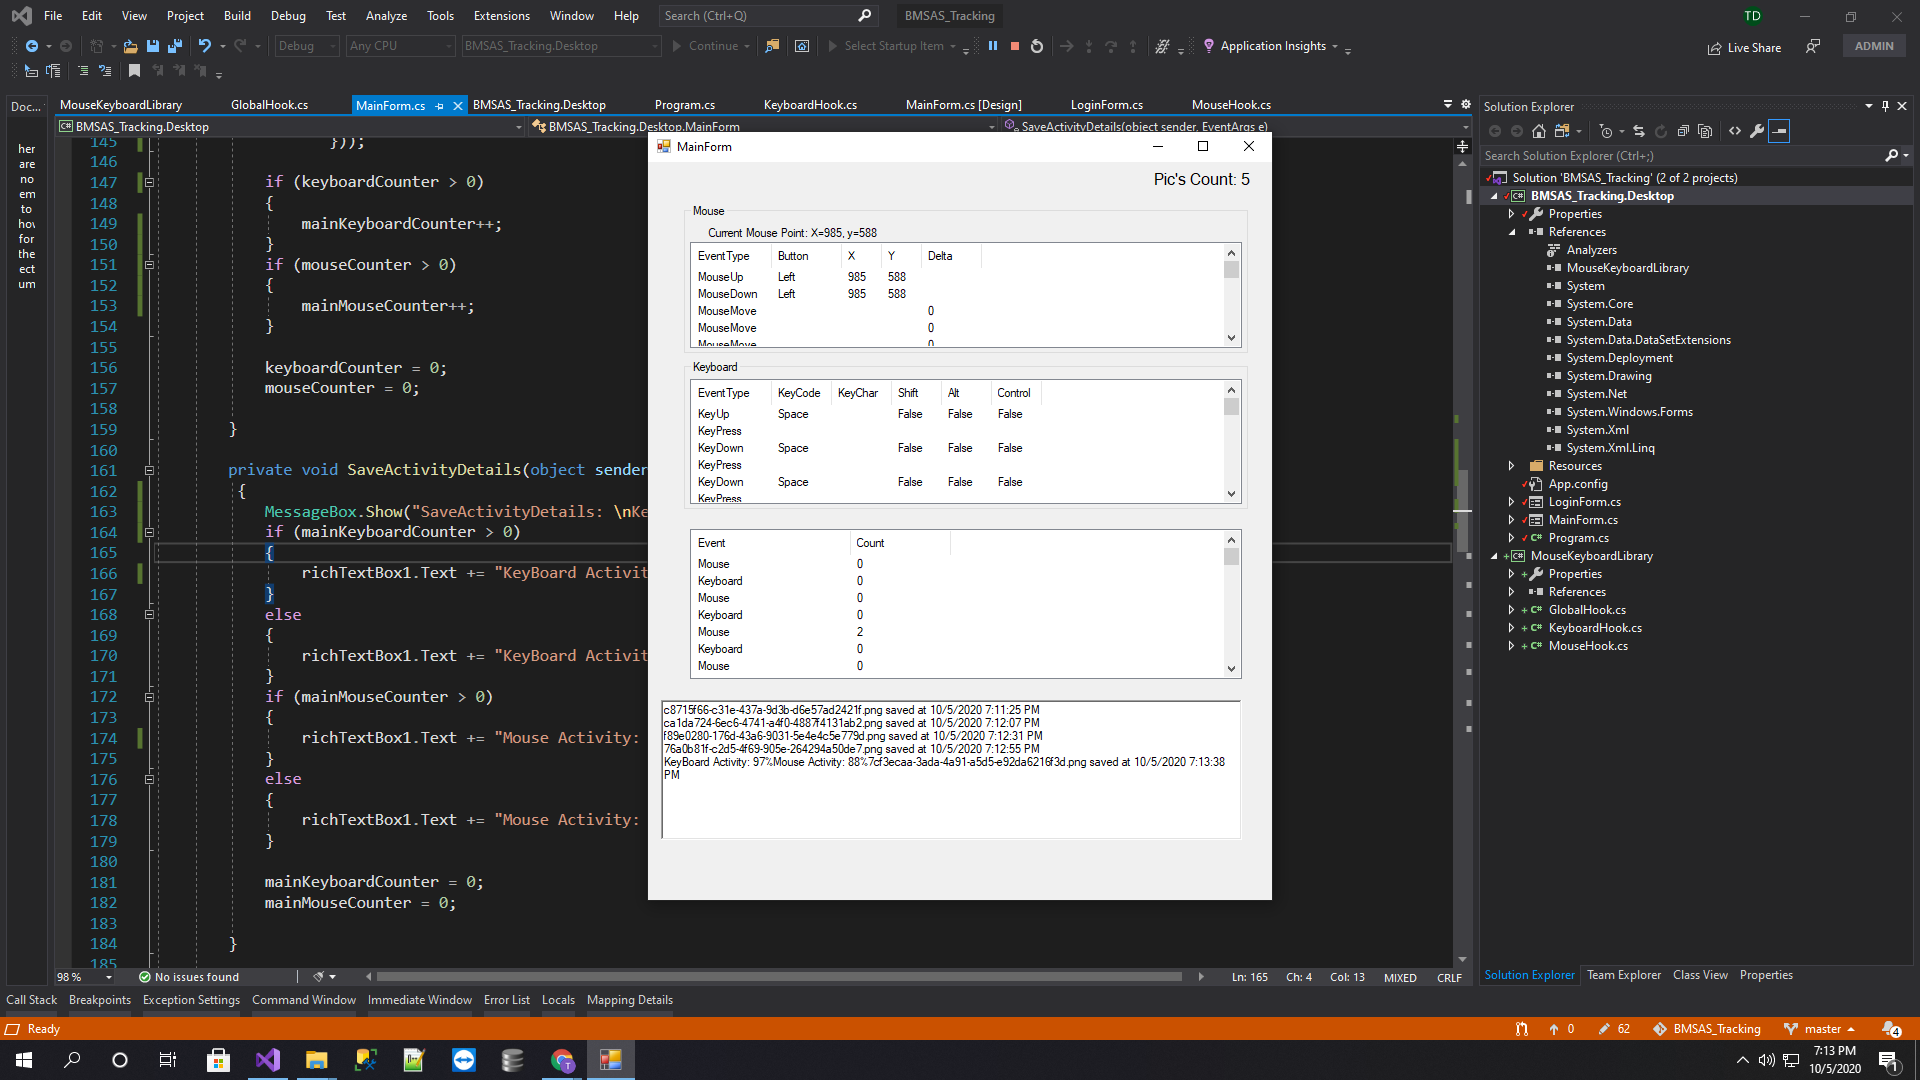 File Edit View Project Build Debug Test Analyze Tools Extensions Window Help Search (Ctrl+Q) BMSAS_Tracking TD
Debug Any CPU BMSAS_Tracking.Desktop Continue Select Startup Item Application Insights Live Share ADMIN
Doc... MouseKeyboardLibrary GlobalHook.cs MainForm.cs BMSAS_Tracking.Desktop Program.cs KeyboardHook.cs MainForm.cs [Design] LoginForm.cs MouseHook.cs
BMSAS_Tracking.Desktop BMSAS_Tracking.Desktop.MainForm SaveActivityDetails(object sender, EventArgs e)
her
are
no
em
to
hov
for
the
ect
um
145 }));
146
147 if (keyboardCounter > 0)
148 {
149 mainKeyboardCounter++;
150 }
151 if (mouseCounter > 0)
152 {
153 mainMouseCounter++;
154 }
155
156 keyboardCounter = 0;
157 mouseCounter = 0;
158
159 }
160
161 private void SaveActivityDetails(object sender
162 {
163 MessageBox.Show("SaveActivityDetails: \nKe
164 if (mainKeyboardCounter > 0)
165 {
166 richTextBox1.Text += "KeyBoard Activit
167 }
168 else
169 {
170 richTextBox1.Text += "KeyBoard Activit
171 }
172 if (mainMouseCounter > 0)
173 {
174 richTextBox1.Text += "Mouse Activity:
175 }
176 else
177 {
178 richTextBox1.Text += "Mouse Activity:
179 }
180
181 mainKeyboardCounter = 0;
182 mainMouseCounter = 0;
183
184 }
185
MainForm
Pic's Count: 5
Mouse
Current Mouse Point: X=985, y=588
EventType Button X Y Delta
MouseUp Left 985 588
MouseDown Left 985 588
MouseMove 0
MouseMove 0
MouseMove 0
Keyboard
EventType KeyCode KeyChar Shift Alt Control
KeyUp Space False False False
KeyPress
KeyDown Space False False False
KeyPress
KeyDown Space False False False
KeyPress
Event Count
Mouse 0
Keyboard 0
Mouse 0
Keyboard 0
Mouse 2
Keyboard 0
Mouse 0
c8715f66-c31e-437a-9d3b-d6e57ad2421f.png saved at 10/5/2020 7:11:25 PM
ca1da724-6ec6-4741-a4f0-4887f4131ab2.png saved at 10/5/2020 7:12:07 PM
f89e0280-176d-43a6-9031-5e4e4c5e779d.png saved at 10/5/2020 7:12:31 PM
76a0b81f-c2d5-4f69-905e-264294a50de7.png saved at 10/5/2020 7:12:55 PM
KeyBoard Activity: 97%Mouse Activity: 88%7cf3ecaa-3ada-4a91-a5d5-e92da6216f3d.png saved at 10/5/2020 7:13:38
PM
Solution Explorer
Search Solution Explorer (Ctrl+;)
Solution 'BMSAS_Tracking' (2 of 2 projects)
BMSAS_Tracking.Desktop
Properties
References
Analyzers
MouseKeyboardLibrary
System
System.Core
System.Data
System.Data.DataSetExtensions
System.Deployment
System.Drawing
System.Net
System.Windows.Forms
System.Xml
System.Xml.Linq
Resources
App.config
LoginForm.cs
MainForm.cs
Program.cs
MouseKeyboardLibrary
Properties
References
GlobalHook.cs
KeyboardHook.cs
MouseHook.cs
Solution Explorer Team Explorer Class View Properties
98 % No issues found Ln: 165 Ch: 4 Col: 13 MIXED CRLF
Call Stack Breakpoints Exception Settings Command Window Immediate Window Error List Locals Mapping Details
Ready 0 62 BMSAS_Tracking master 4
7:13 PM
10/5/2020
1